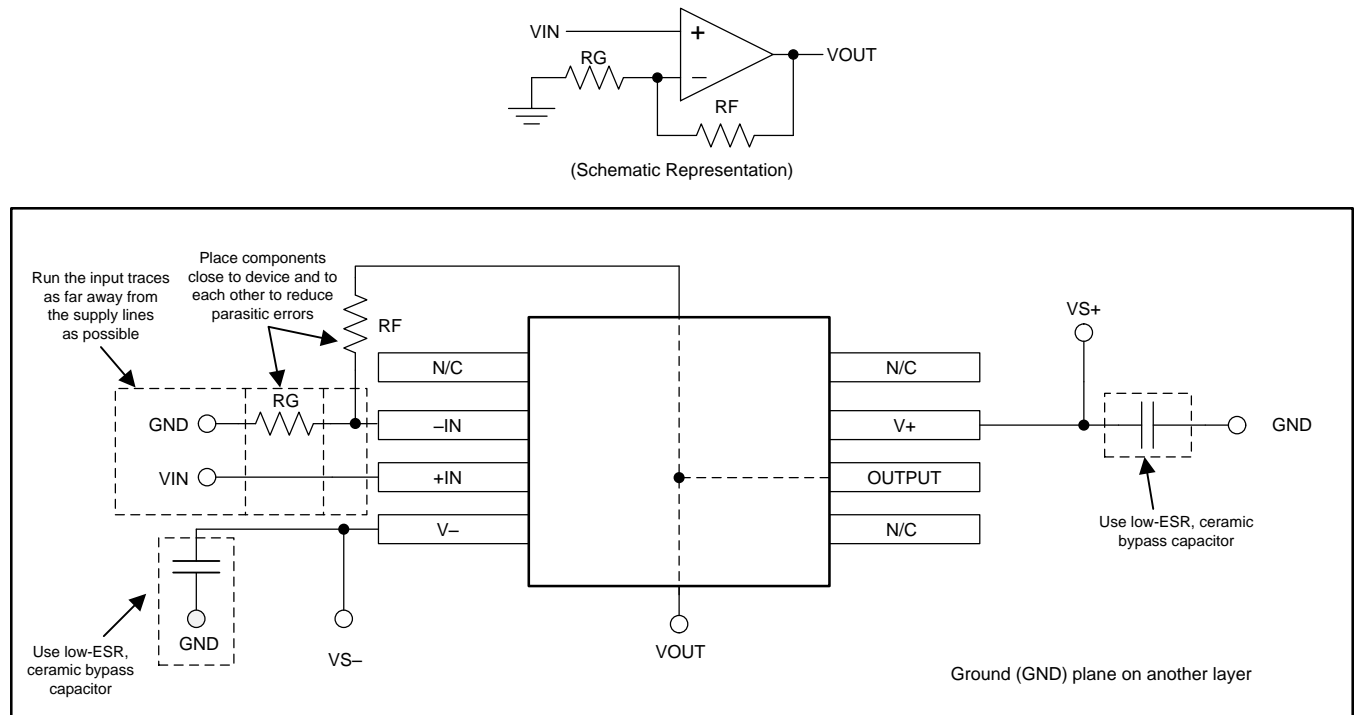 VIN
+
RG
–
VOUT
RF
(Schematic Representation)
Run the input traces
as far away from
the supply lines
as possible
Place components
close to device and to
each other to reduce
parasitic errors
RF
VS+
N/C
N/C
RG
GND
–IN
V+
GND
VIN
+IN
OUTPUT
V–
N/C
Use low-ESR, ceramic
bypass capacitor
GND
VS–
VOUT
Use low-ESR,
ceramic bypass
capacitor
Ground (GND) plane on another layer